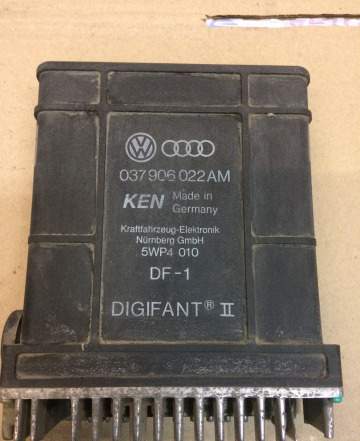 037 906 022 AM
KEN Made in
Germany
Kraftfahrzeug-Elektronik
Nürnberg GmbH
5WP4 010
DF-1
DIGIFANT® II